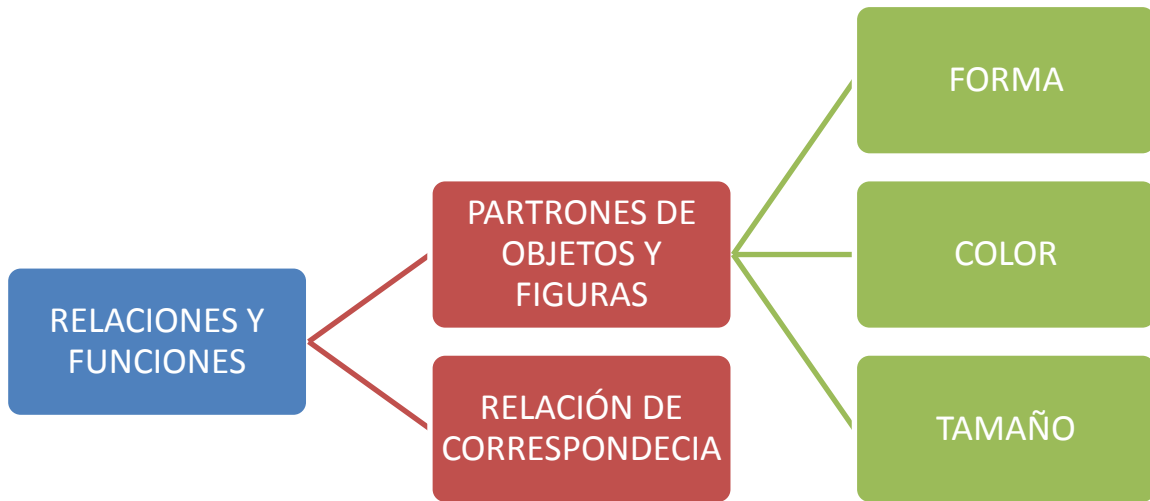 RELACIONES Y
FUNCIONES
PARTRONES DE
OBJETOS Y
FIGURAS
RELACIÓN DE
CORRESPONDECIA
FORMA
COLOR
TAMAÑO